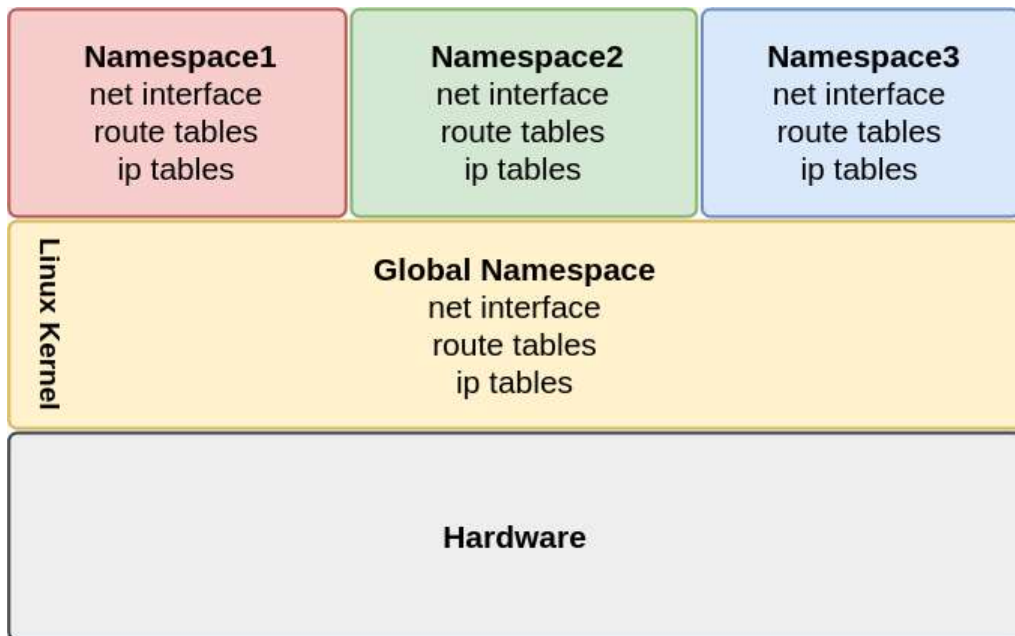 Namespace1
net interface
route tables
ip tables
Namespace2
net interface
route tables
ip tables
Namespace3
net interface
route tables
ip tables
Linux Kernel
Global Namespace
net interface
route tables
ip tables
Hardware